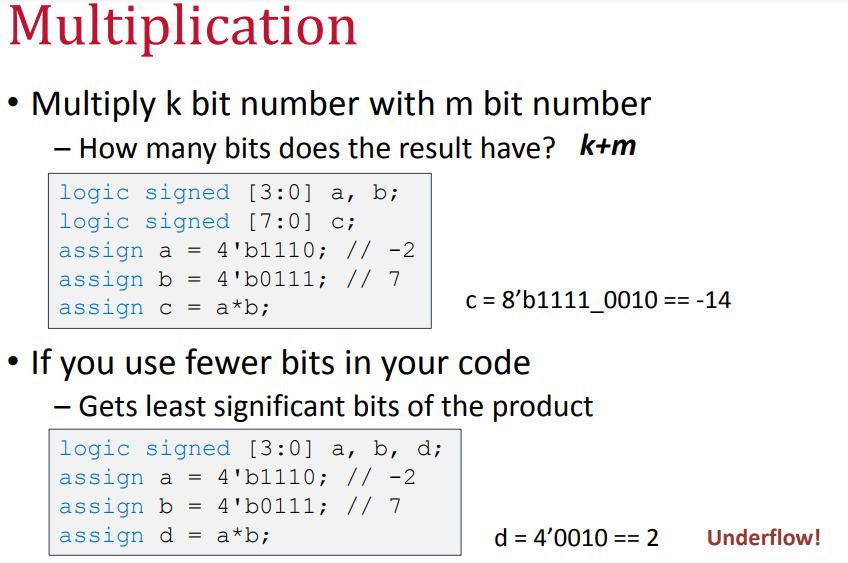 Multiplication
• Multiply k bit number with m bit number
– How many bits does the result have? k+m
logic signed [3:0] a, b;
logic signed [7:0] c;
assign a = 4'b1110; // -2
assign b = 4'b0111; // 7
assign c = a*b;
c = 8’b1111_0010 == -14
• If you use fewer bits in your code
– Gets least significant bits of the product
logic signed [3:0] a, b, d;
assign a = 4'b1110; // -2
assign b = 4'b0111; // 7
assign d = a*b;
d = 4’0010 == 2 Underflow!